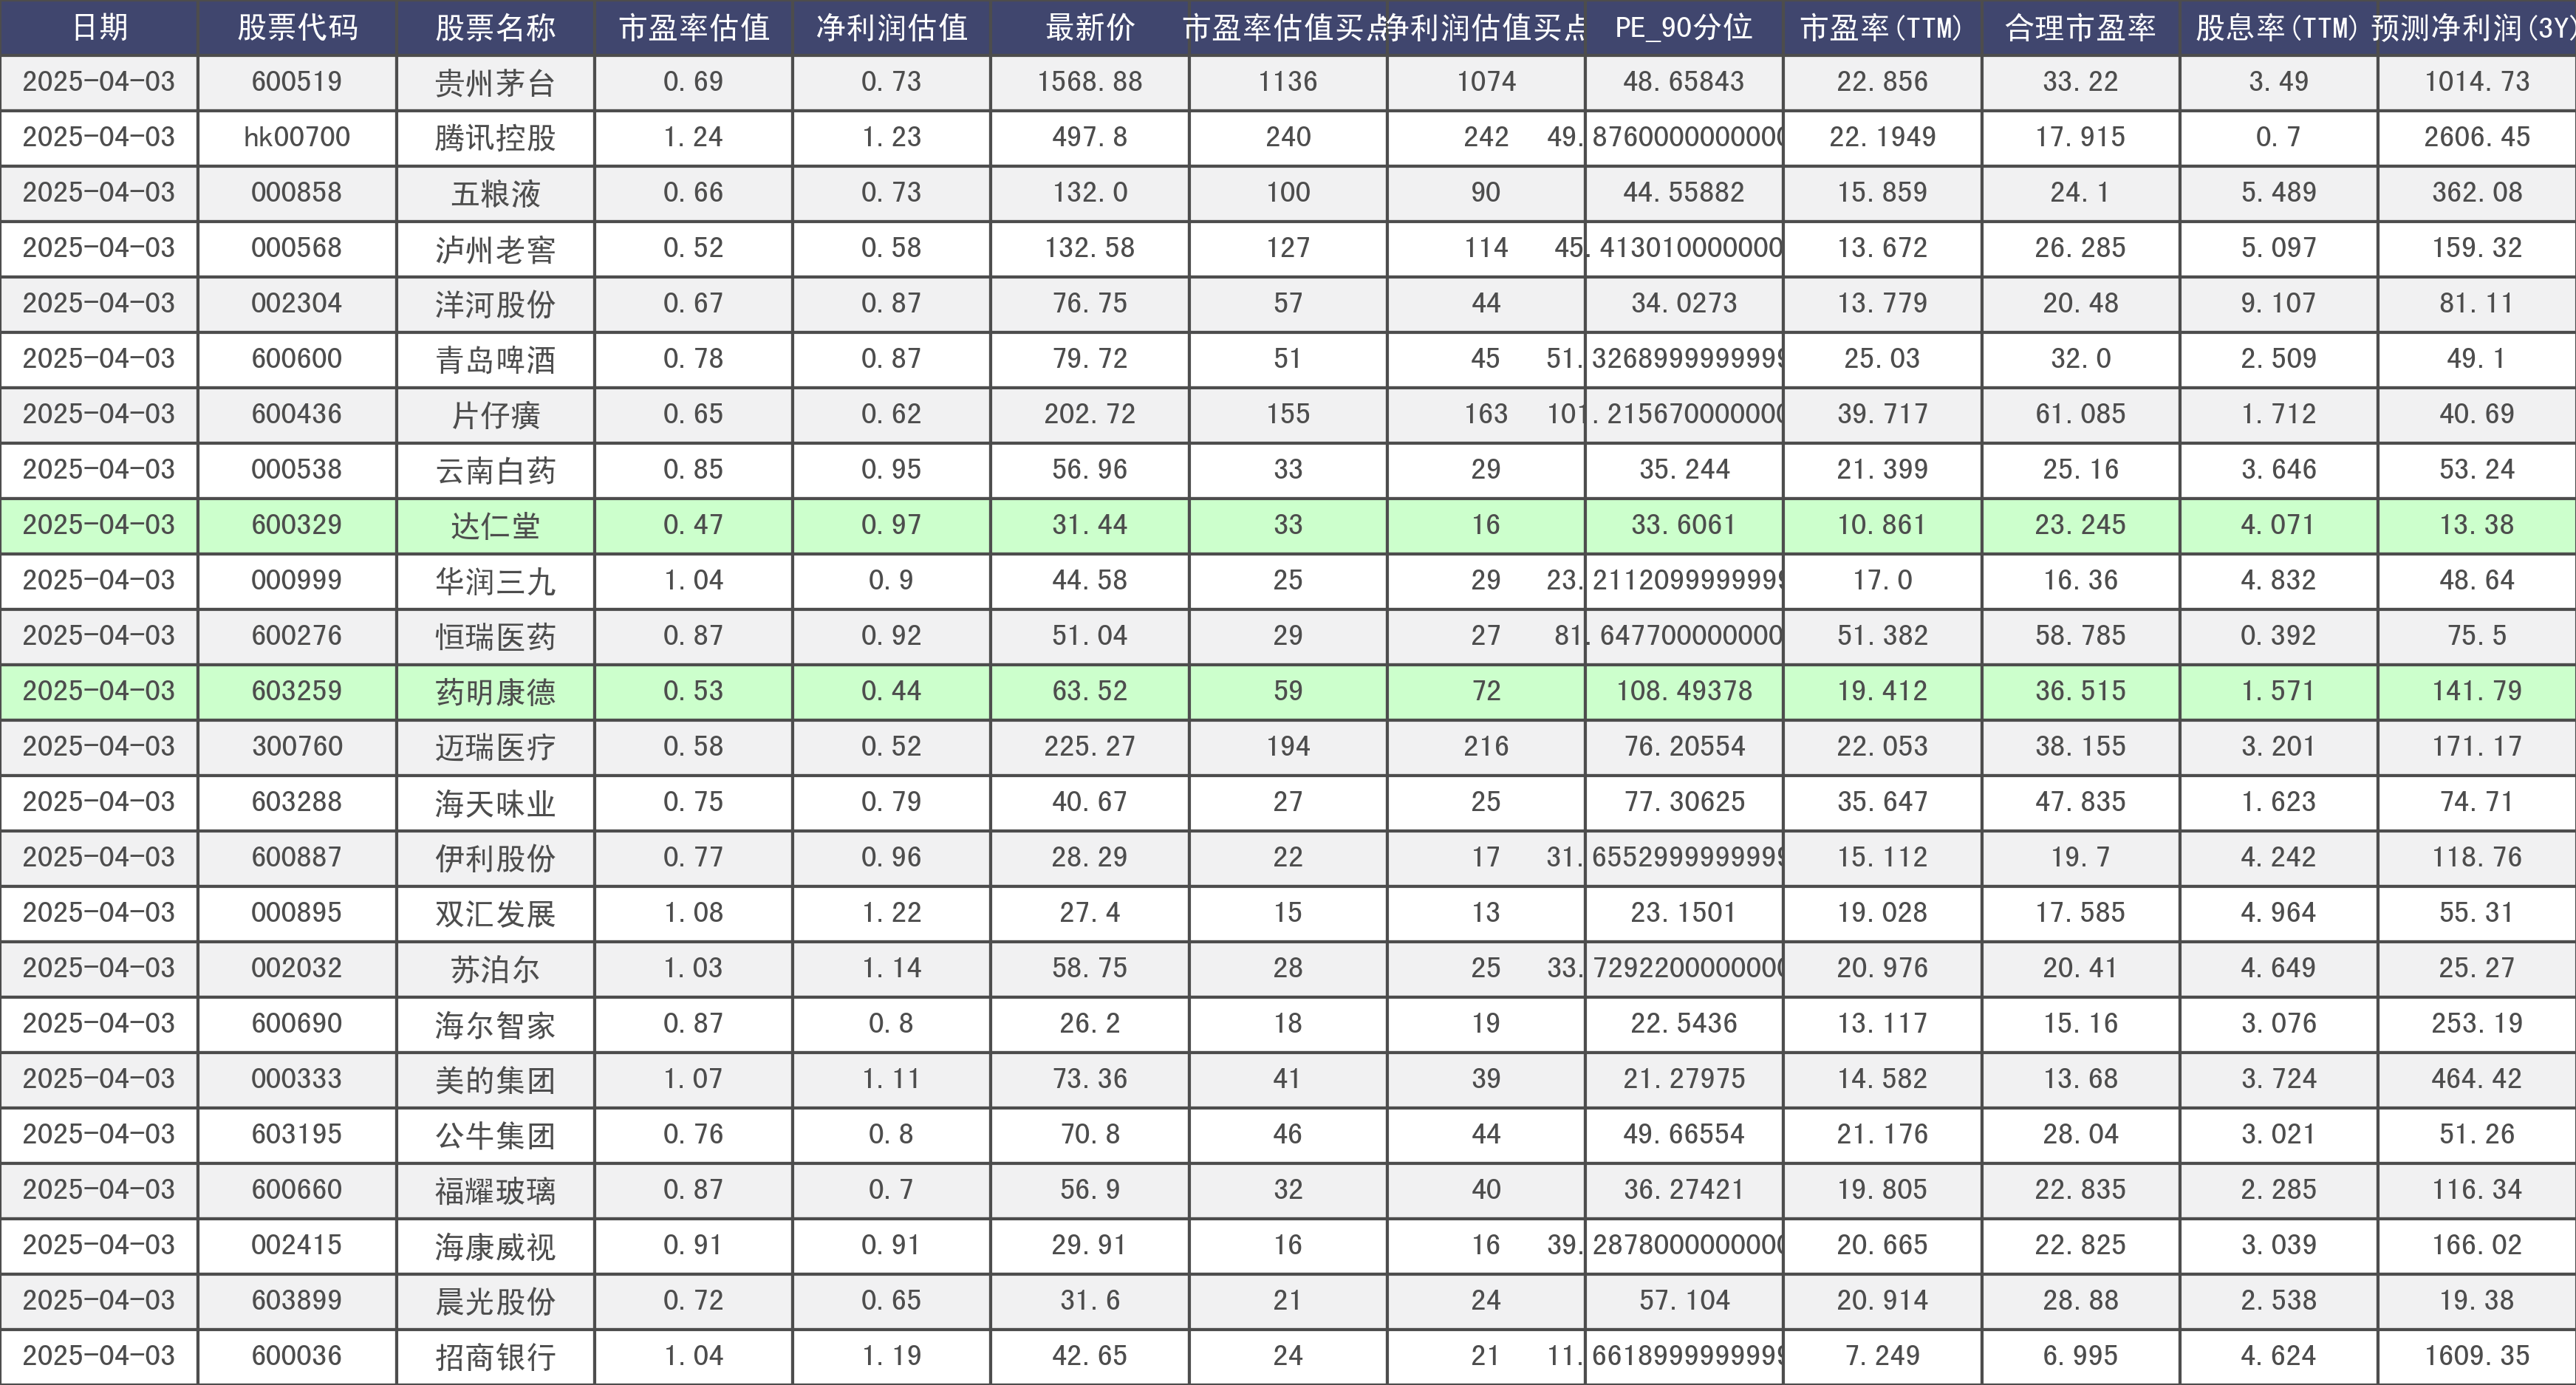 日期 股票代码 股票名称 市盈率估值 净利润估值 最新价 市盈率估值买点 净利润估值买点 PE_90分位 市盈率(TTM) 合理市盈率 股息率(TTM) 预测净利润(3Y)
2025-04-03 600519 贵州茅台 0.69 0.73 1568.88 1136 1074 48.65843 22.856 33.22 3.49 1014.73
2025-04-03 hk00700 腾讯控股 1.24 1.23 497.8 240 242 49.8760000000000 22.1949 17.915 0.7 2606.45
2025-04-03 000858 五粮液 0.66 0.73 132.0 100 90 44.55882 15.859 24.1 5.489 362.08
2025-04-03 000568 泸州老窖 0.52 0.58 132.58 127 114 45.413010000000 13.672 26.285 5.097 159.32
2025-04-03 002304 洋河股份 0.67 0.87 76.75 57 44 34.0273 13.779 20.48 9.107 81.11
2025-04-03 600600 青岛啤酒 0.78 0.87 79.72 51 45 51.3268999999999 25.03 32.0 2.509 49.1
2025-04-03 600436 片仔癀 0.65 0.62 202.72 155 163 101.215670000000 39.717 61.085 1.712 40.69
2025-04-03 000538 云南白药 0.85 0.95 56.96 33 29 35.244 21.399 25.16 3.646 53.24
2025-04-03 600329 达仁堂 0.47 0.97 31.44 33 16 33.6061 10.861 23.245 4.071 13.38
2025-04-03 000999 华润三九 1.04 0.9 44.58 25 29 23.2112099999999 17.0 16.36 4.832 48.64
2025-04-03 600276 恒瑞医药 0.87 0.92 51.04 29 27 81.647700000000 51.382 58.785 0.392 75.5
2025-04-03 603259 药明康德 0.53 0.44 63.52 59 72 108.49378 19.412 36.515 1.571 141.79
2025-04-03 300760 迈瑞医疗 0.58 0.52 225.27 194 216 76.20554 22.053 38.155 3.201 171.17
2025-04-03 603288 海天味业 0.75 0.79 40.67 27 25 77.30625 35.647 47.835 1.623 74.71
2025-04-03 600887 伊利股份 0.77 0.96 28.29 22 17 31.6552999999999 15.112 19.7 4.242 118.76
2025-04-03 000895 双汇发展 1.08 1.22 27.4 15 13 23.1501 19.028 17.585 4.964 55.31
2025-04-03 002032 苏泊尔 1.03 1.14 58.75 28 25 33.7292200000000 20.976 20.41 4.649 25.27
2025-04-03 600690 海尔智家 0.87 0.8 26.2 18 19 22.5436 13.117 15.16 3.076 253.19
2025-04-03 000333 美的集团 1.07 1.11 73.36 41 39 21.27975 14.582 13.68 3.724 464.42
2025-04-03 603195 公牛集团 0.76 0.8 70.8 46 44 49.66554 21.176 28.04 3.021 51.26
2025-04-03 600660 福耀玻璃 0.87 0.7 56.9 32 40 36.27421 19.805 22.835 2.285 116.34
2025-04-03 002415 海康威视 0.91 0.91 29.91 16 16 39.2878000000000 20.665 22.825 3.039 166.02
2025-04-03 603899 晨光股份 0.72 0.65 31.6 21 24 57.104 20.914 28.88 2.538 19.38
2025-04-03 600036 招商银行 1.04 1.19 42.65 24 21 11.6618999999999 7.249 6.995 4.624 1609.35